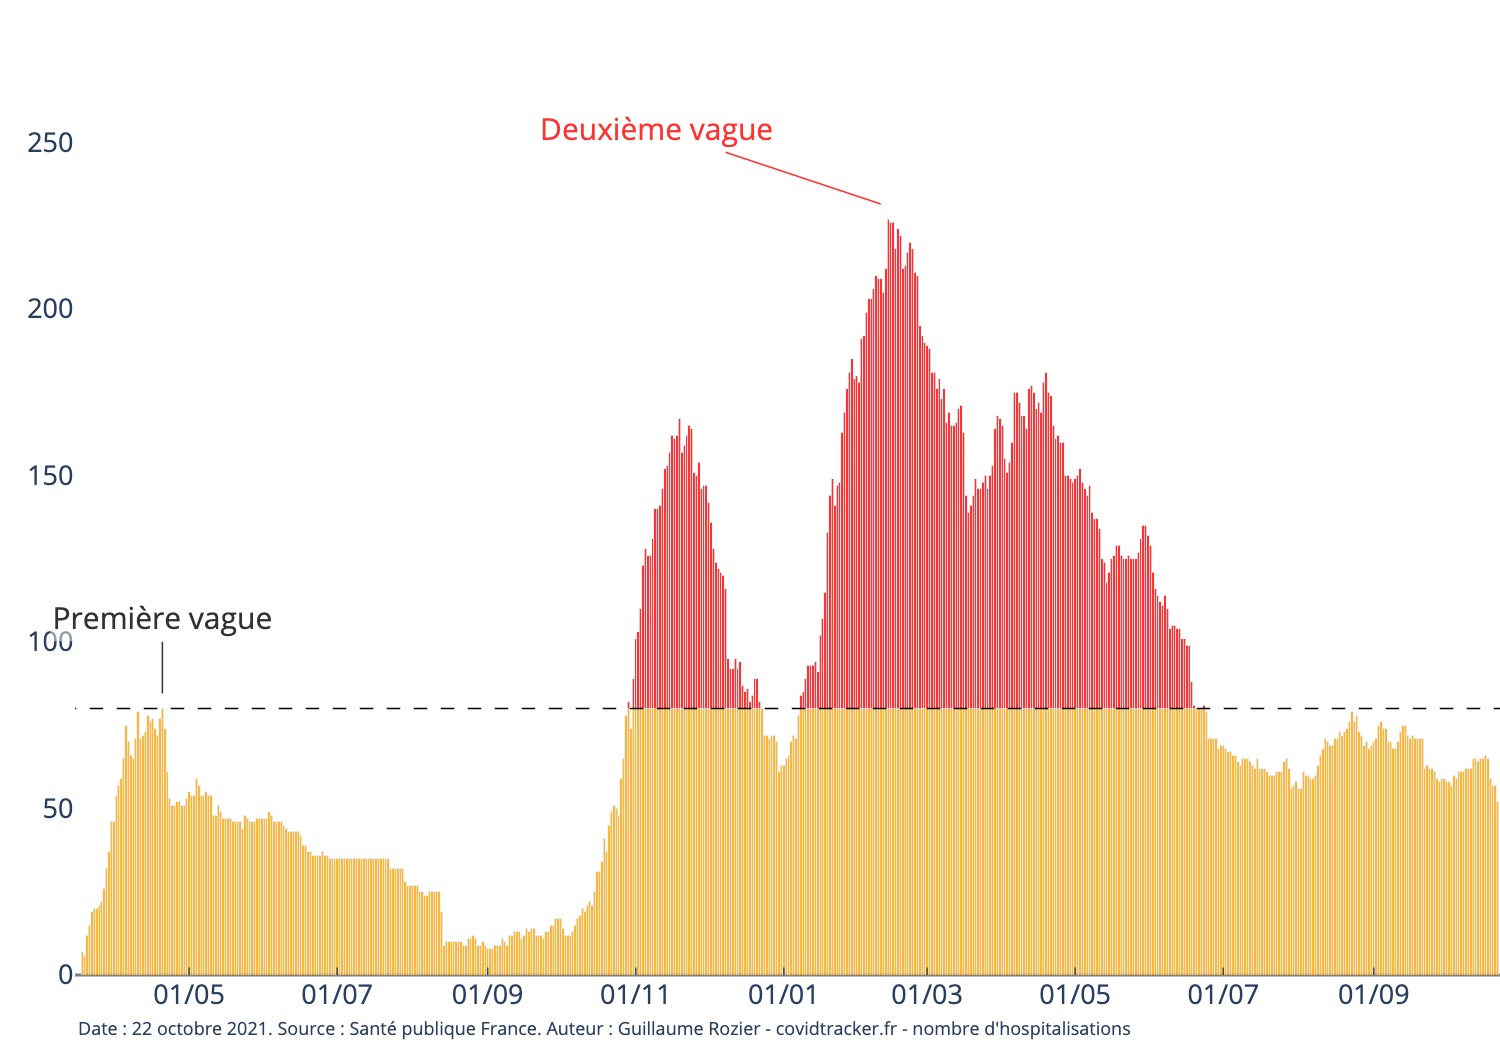 Deuxième vague
250
200
150
Première vague
100
50
0
01/05 01/07 01/09 01/11 01/01 01/03 01/05 01/07 01/09
Date : 22 octobre 2021. Source : Santé publique France. Auteur : Guillaume Rozier - covidtracker.fr - nombre d'hospitalisations